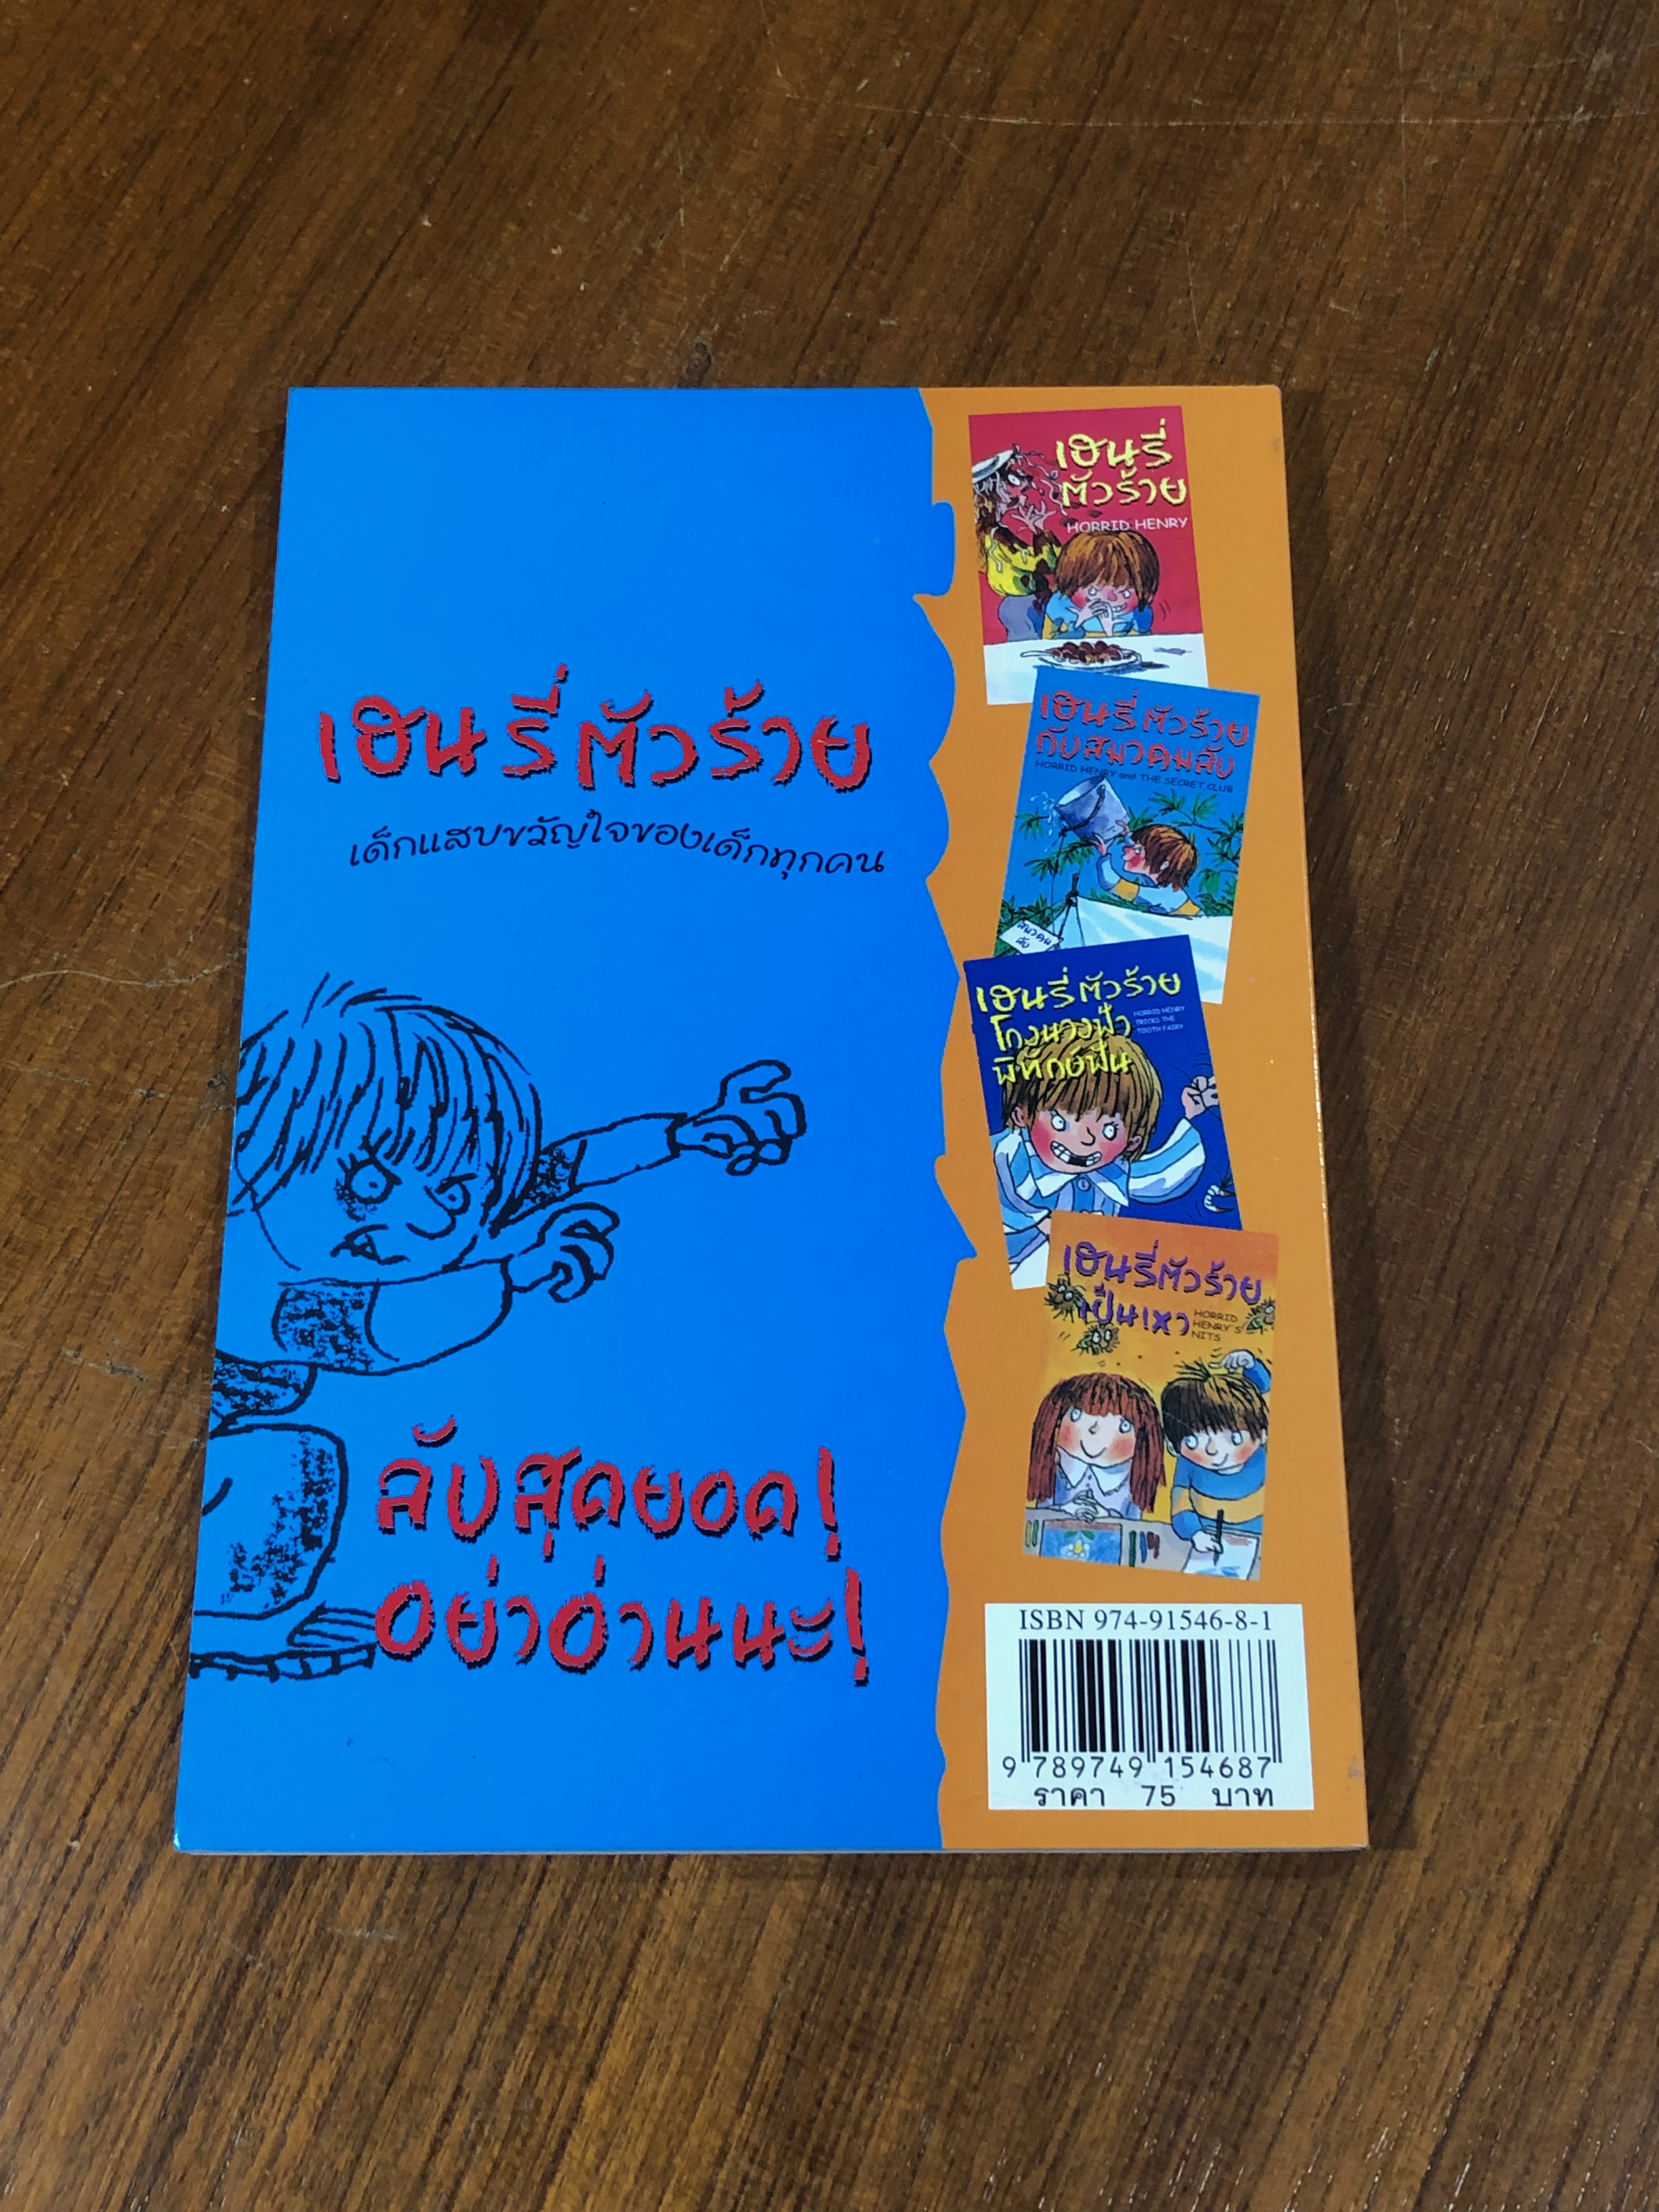 เฮนรี่ตัวร้าย
เด็กแสบขวัญใจของเด็กทุกคน
ลับสุดยอด!
อย่าอ่านนะ!
เฮนรี่
ตัวร้าย
HORRID HENRY
เฮนรี่ตัวร้าย
กับสมาคมลับ
HORRID HENRY and THE SECRET CLUB
สมาคม
ลับ
เฮนรี่ตัวร้าย
โกงนางฟ้า
พิทักษ์ฟัน
HORRID HENRY
TRICKS THE
TOOTH FAIRY
เฮนรี่ตัวร้าย
เป็นเหา
HORRID
HENRY'S
NITS
ISBN 974-91546-8-1
9 789749 154687
ราคา 75 บาท